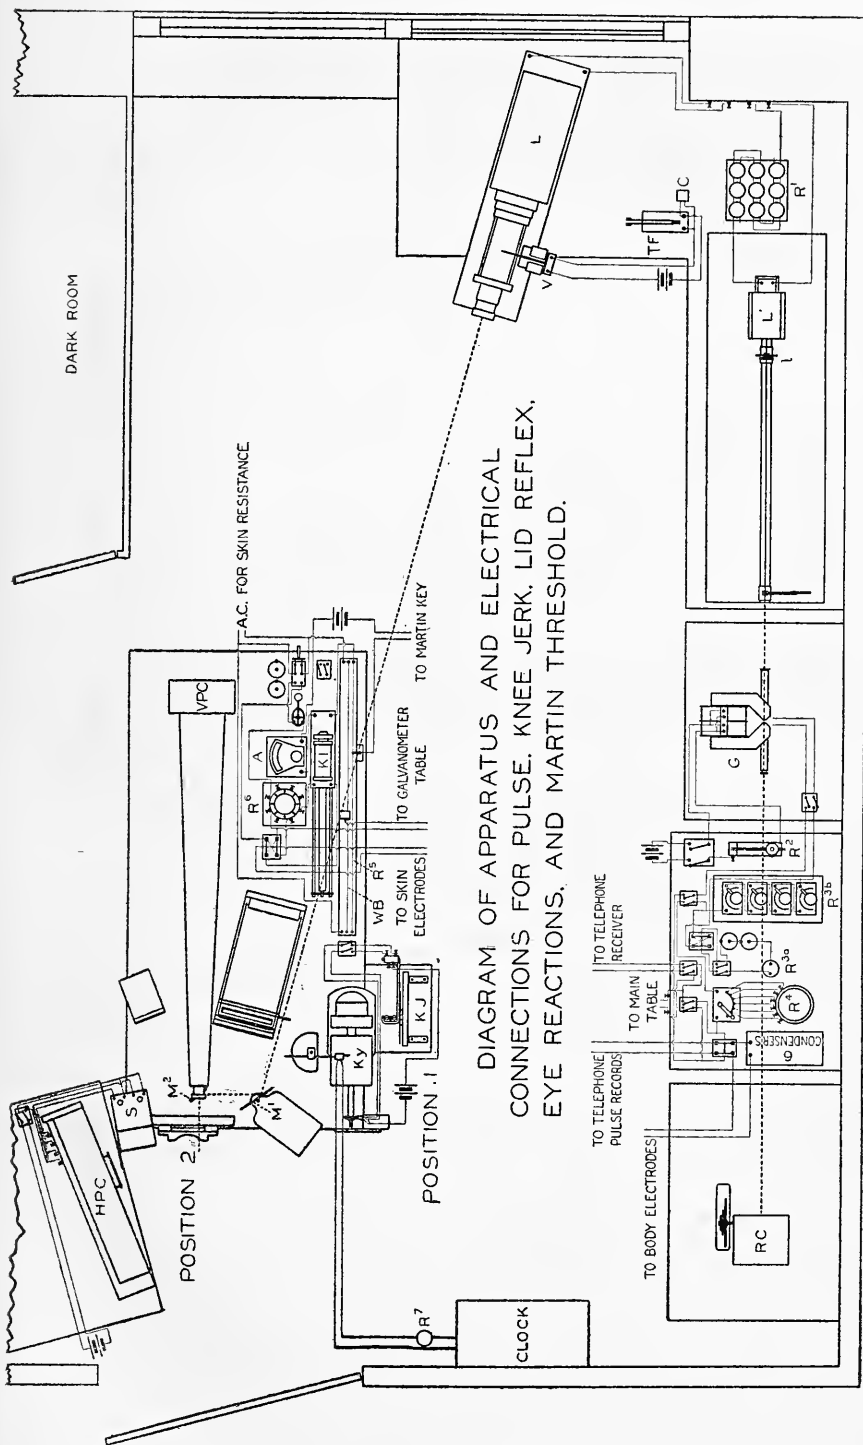 DARK ROOM
A.C. FOR SKIN RESISTANCE
VPC
HPC
S
POSITION 2
M²
M¹
A
R⁶
K1
TO GALVANOMETER
TABLE
TO MARTIN KEY
WB
R⁵
TO SKIN
ELECTRODES
Ky
KJ
POSITION 1
L
V
TF
C
R¹
L'
l
DIAGRAM OF APPARATUS AND ELECTRICAL
CONNECTIONS FOR PULSE, KNEE JERK, LID REFLEX,
EYE REACTIONS, AND MARTIN THRESHOLD.
R⁷
CLOCK
TO BODY ELECTRODES
TO TELEPHONE
PULSE RECORDS
TO MAIN
TABLE
TO TELEPHONE
RECEIVER
RC
CONDENSERS
R⁴
R³ᵃ
R³ᵇ
R²
G